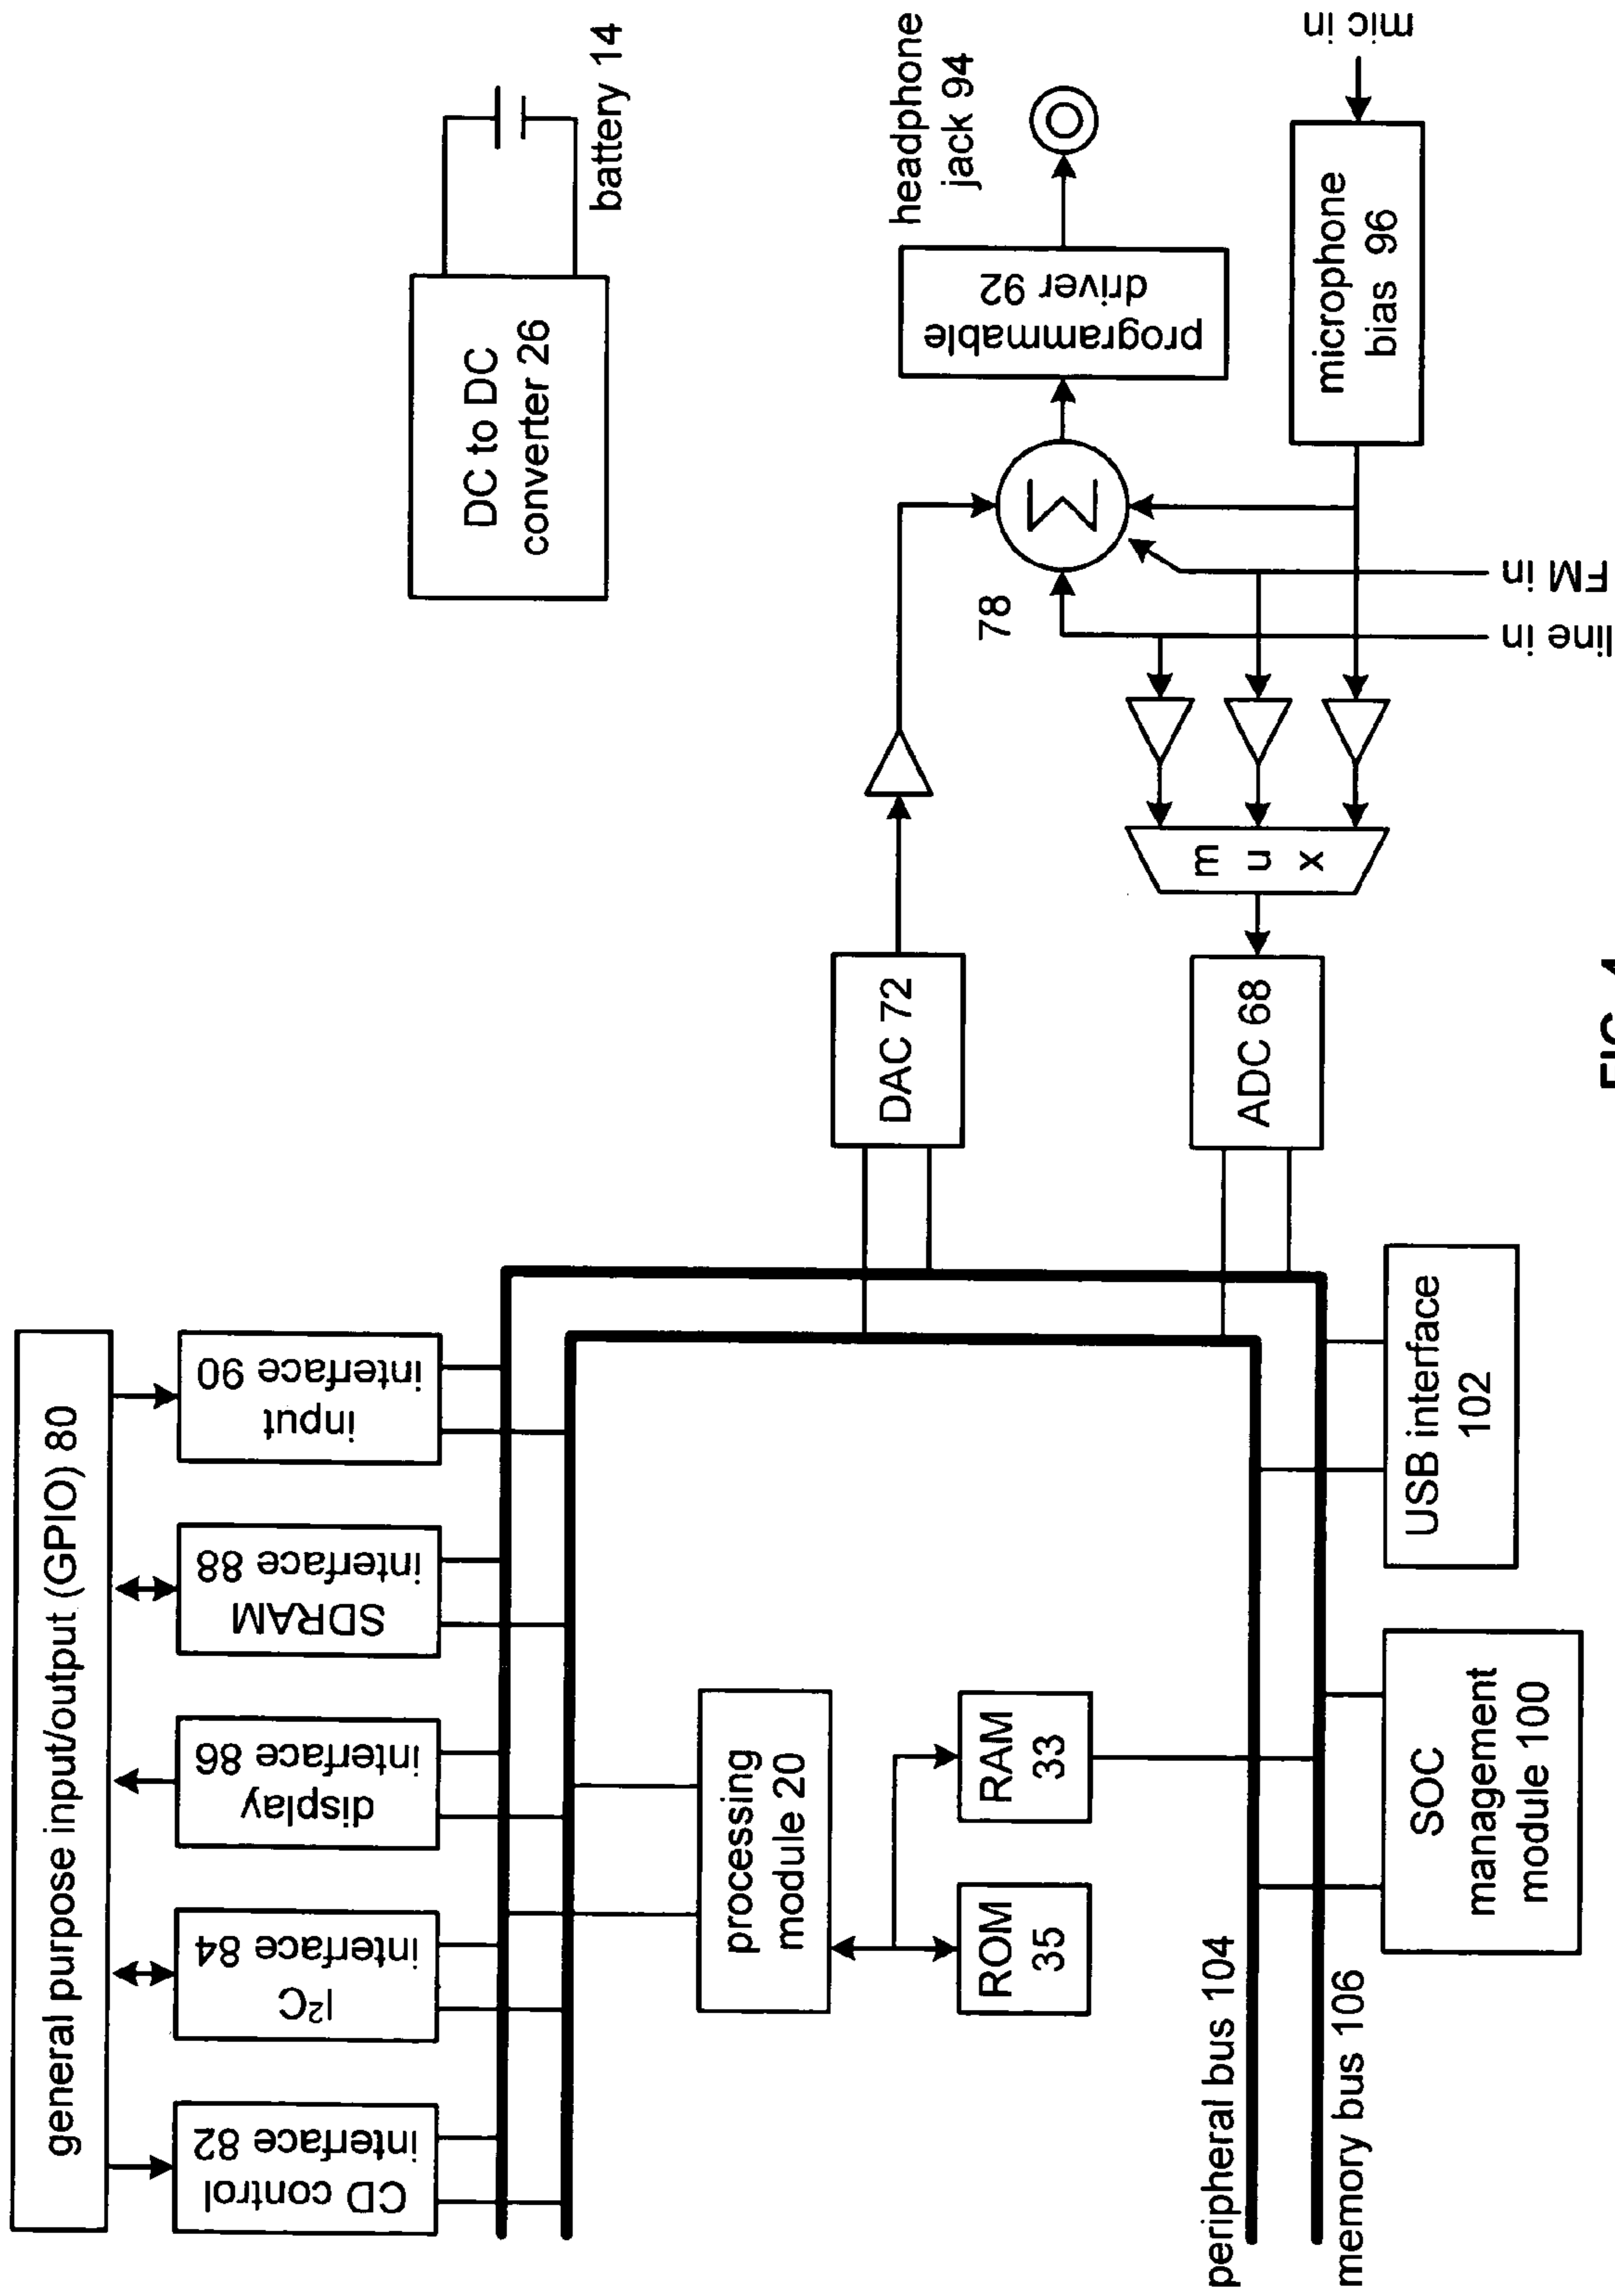 general purpose input/output (GPIO) 80
CD control
interface 82
I²C
interface 84
display
interface 86
SDRAM
interface 88
input
interface 90
DC to DC
converter 26
battery 14
processing
module 20
ROM
35
RAM
33
DAC 72
78
programmable
driver 92
headphone
jack 94
ADC 68
m
u
x
line in
FM in
microphone
bias 96
mic in
peripheral bus 104
memory bus 106
SOC
management
module 100
USB interface
102